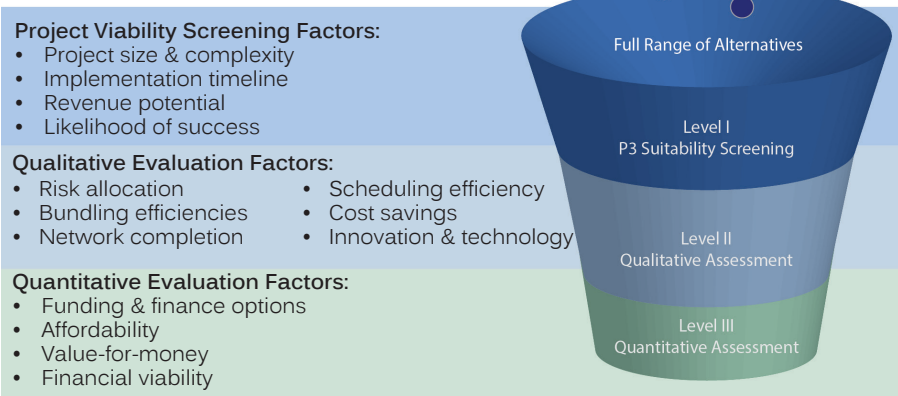 Project Viability Screening Factors:
• Project size & complexity
• Implementation timeline
• Revenue potential
• Likelihood of success
Qualitative Evaluation Factors:
• Risk allocation
• Bundling efficiencies
• Network completion
• Scheduling efficiency
• Cost savings
• Innovation & technology
Quantitative Evaluation Factors:
• Funding & finance options
• Affordability
• Value-for-money
• Financial viability
Full Range of Alternatives
Level I
P3 Suitability Screening
Level II
Qualitative Assessment
Level III
Quantitative Assessment